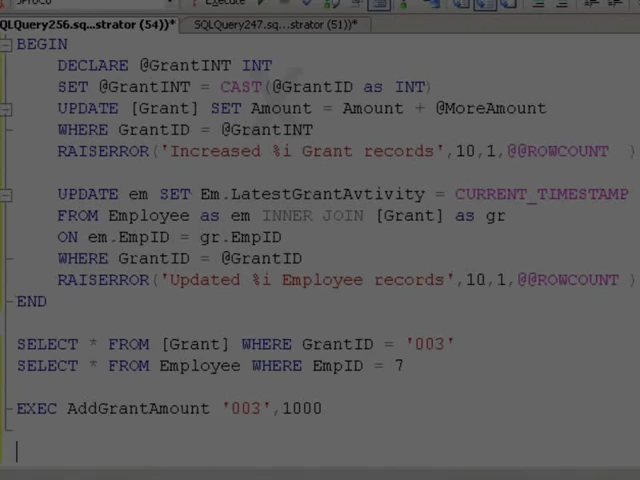 SQLQuery256.sq...strator (54))* SQLQuery247.sq...strator (51))*
BEGIN
DECLARE @GrantINT INT
SET @GrantINT = CAST(@GrantID as INT)
UPDATE [Grant] SET Amount = Amount + @MoreAmount
WHERE GrantID = @GrantINT
RAISERROR('Increased %i Grant records',10,1,@@ROWCOUNT )
UPDATE em SET Em.LatestGrantAvtivity = CURRENT_TIMESTAMP
FROM Employee as em INNER JOIN [Grant] as gr
ON em.EmpID = gr.EmpID
WHERE GrantID = @GrantID
RAISERROR('Updated %i Employee records',10,1,@@ROWCOUNT )
END
SELECT * FROM [Grant] WHERE GrantID = '003'
SELECT * FROM Employee WHERE EmpID = 7
EXEC AddGrantAmount '003',1000